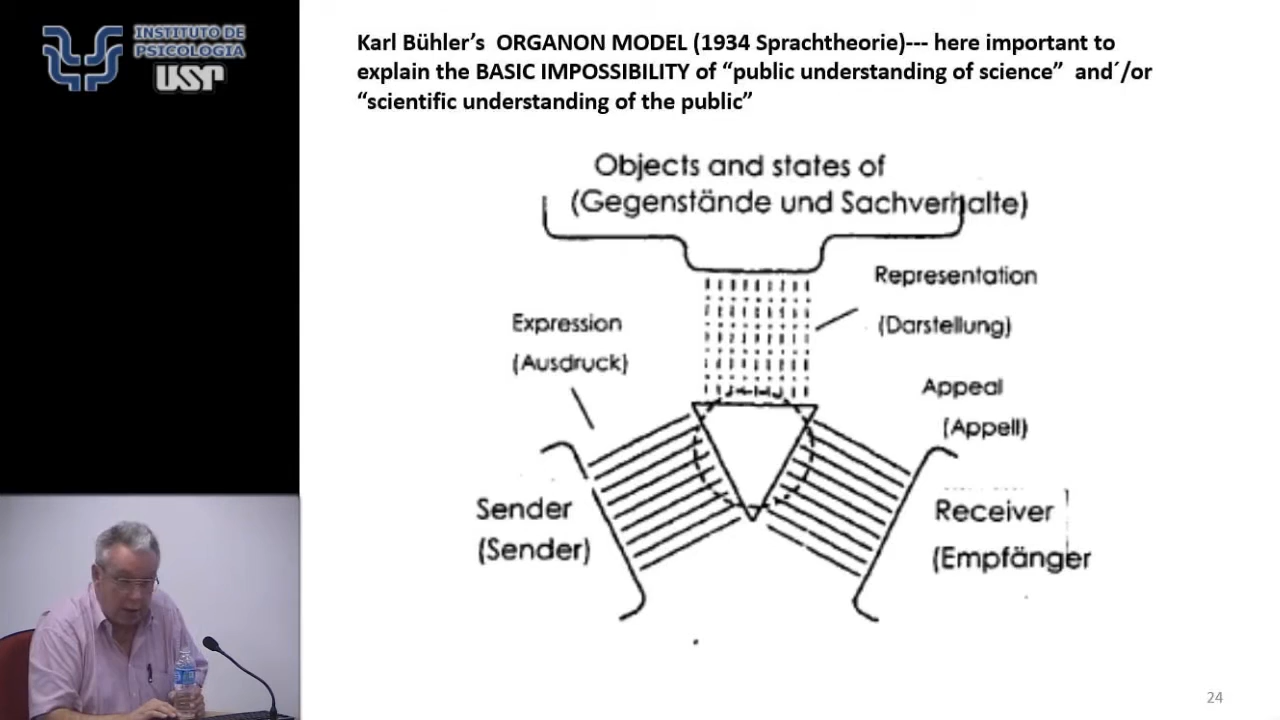 INSTITUTO DE
PSICOLOGIA
USP
Karl Bühler’s ORGANON MODEL (1934 Sprachtheorie)--- here important to
explain the BASIC IMPOSSIBILITY of “public understanding of science” and´/or
“scientific understanding of the public”
Objects and states of
(Gegenstände und Sachverhalte)
Representation
(Darstellung)
Expression
(Ausdruck)
Appeal
(Appell)
Sender
(Sender)
Receiver
(Empfänger
24